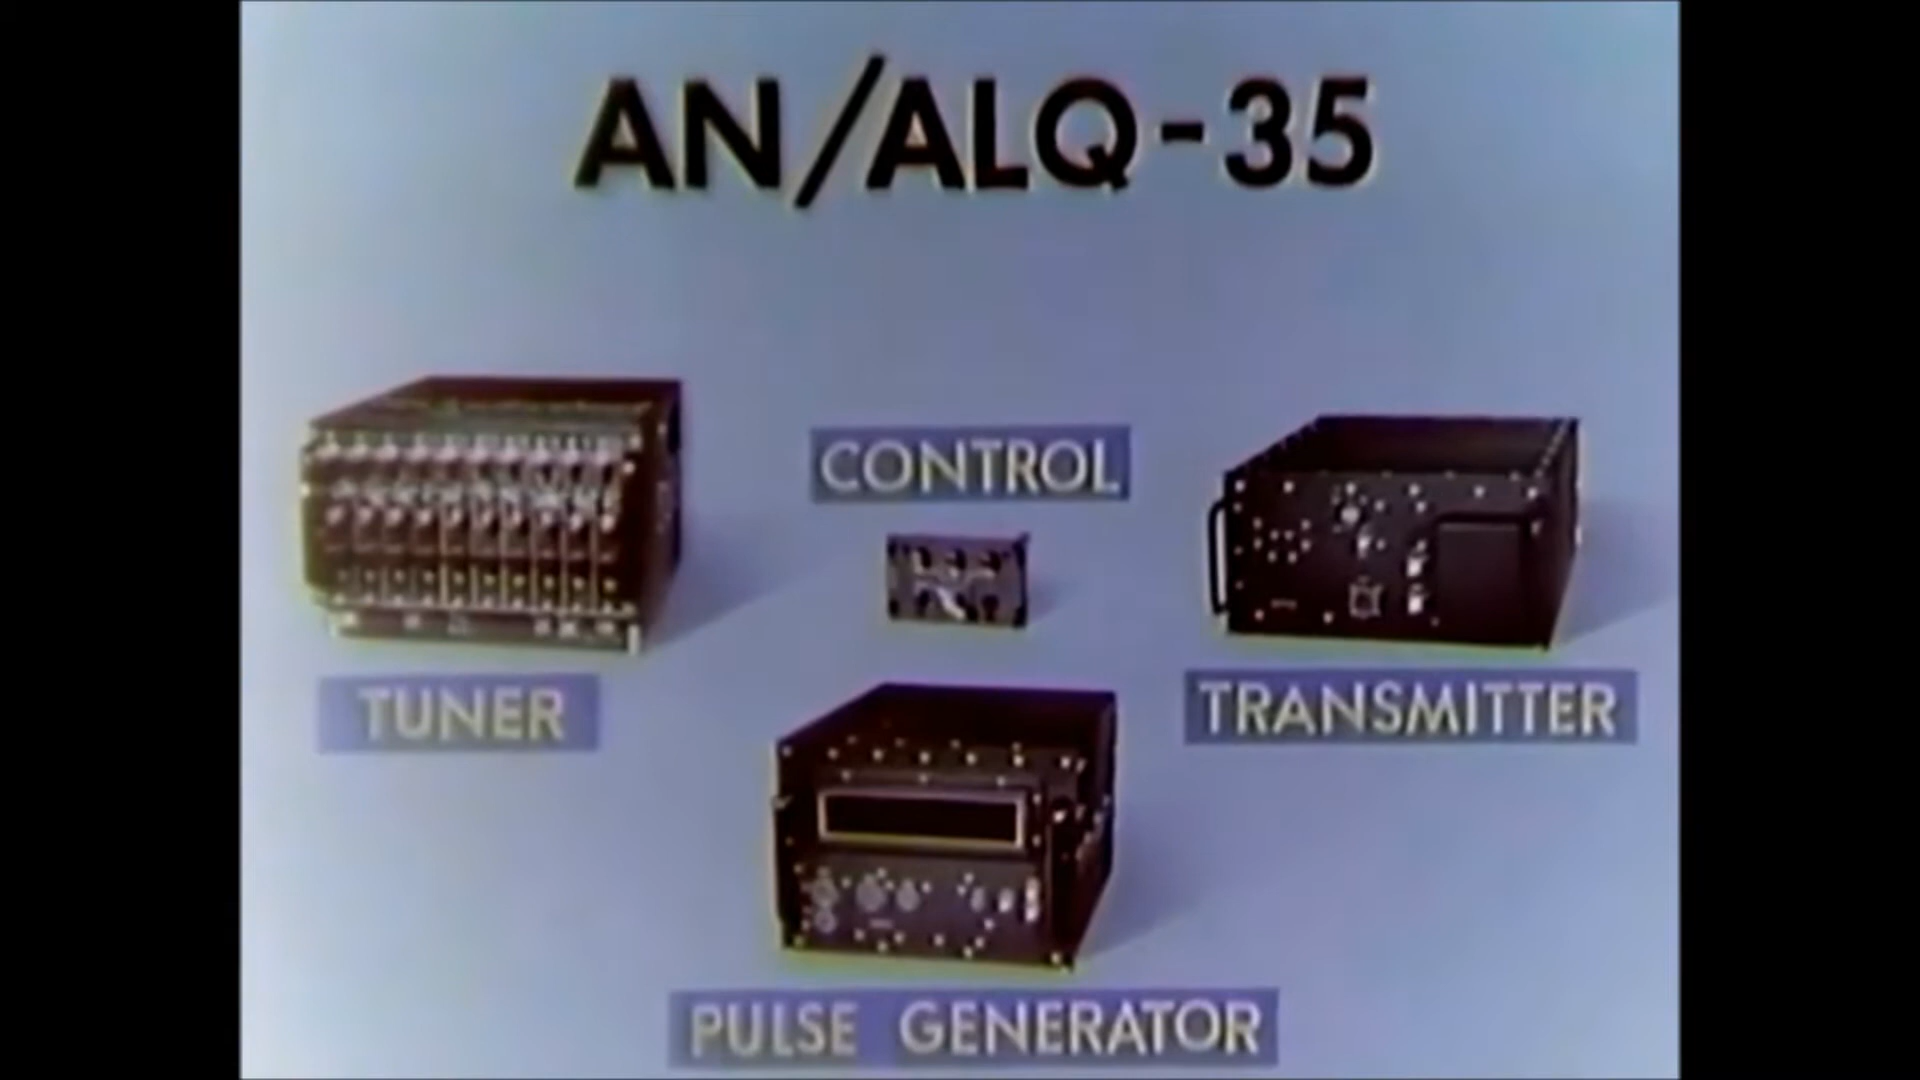 AN/ALQ-35
CONTROL
TUNER
TRANSMITTER
PULSE GENERATOR